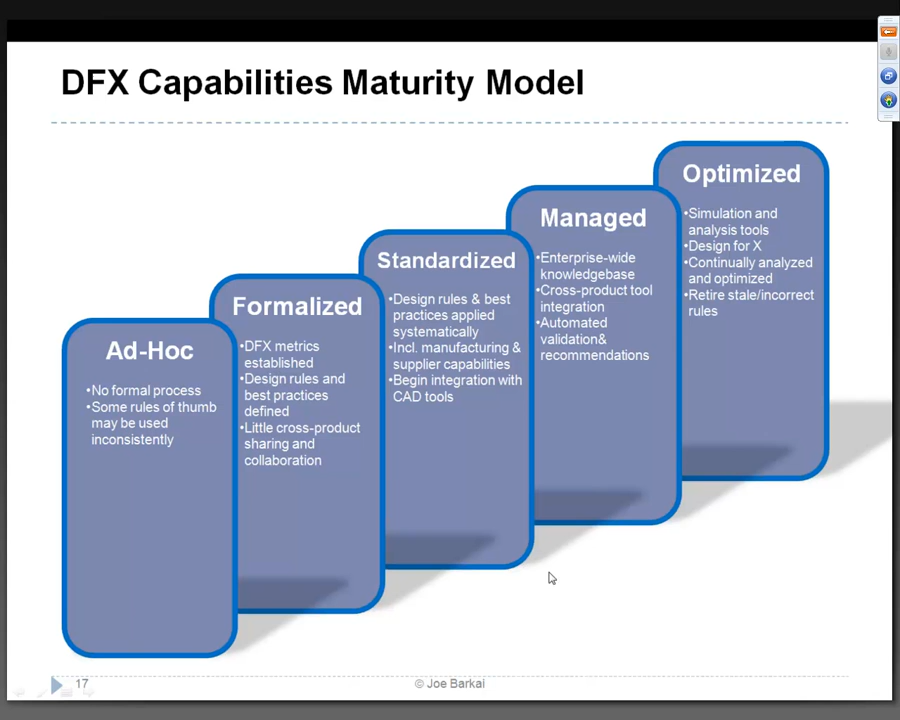 DFX Capabilities Maturity Model
Ad-Hoc
•No formal process
•Some rules of thumb
may be used
inconsistently
Formalized
•DFX metrics
established
•Design rules and
best practices
defined
•Little cross-product
sharing and
collaboration
Standardized
•Design rules & best
practices applied
systematically
•Incl. manufacturing &
supplier capabilities
•Begin integration with
CAD tools
Managed
•Enterprise-wide
knowledgebase
•Cross-product tool
integration
•Automated
validation&
recommendations
Optimized
•Simulation and
analysis tools
•Design for X
•Continually analyzed
and optimized
•Retire stale/incorrect
rules
17
© Joe Barkai